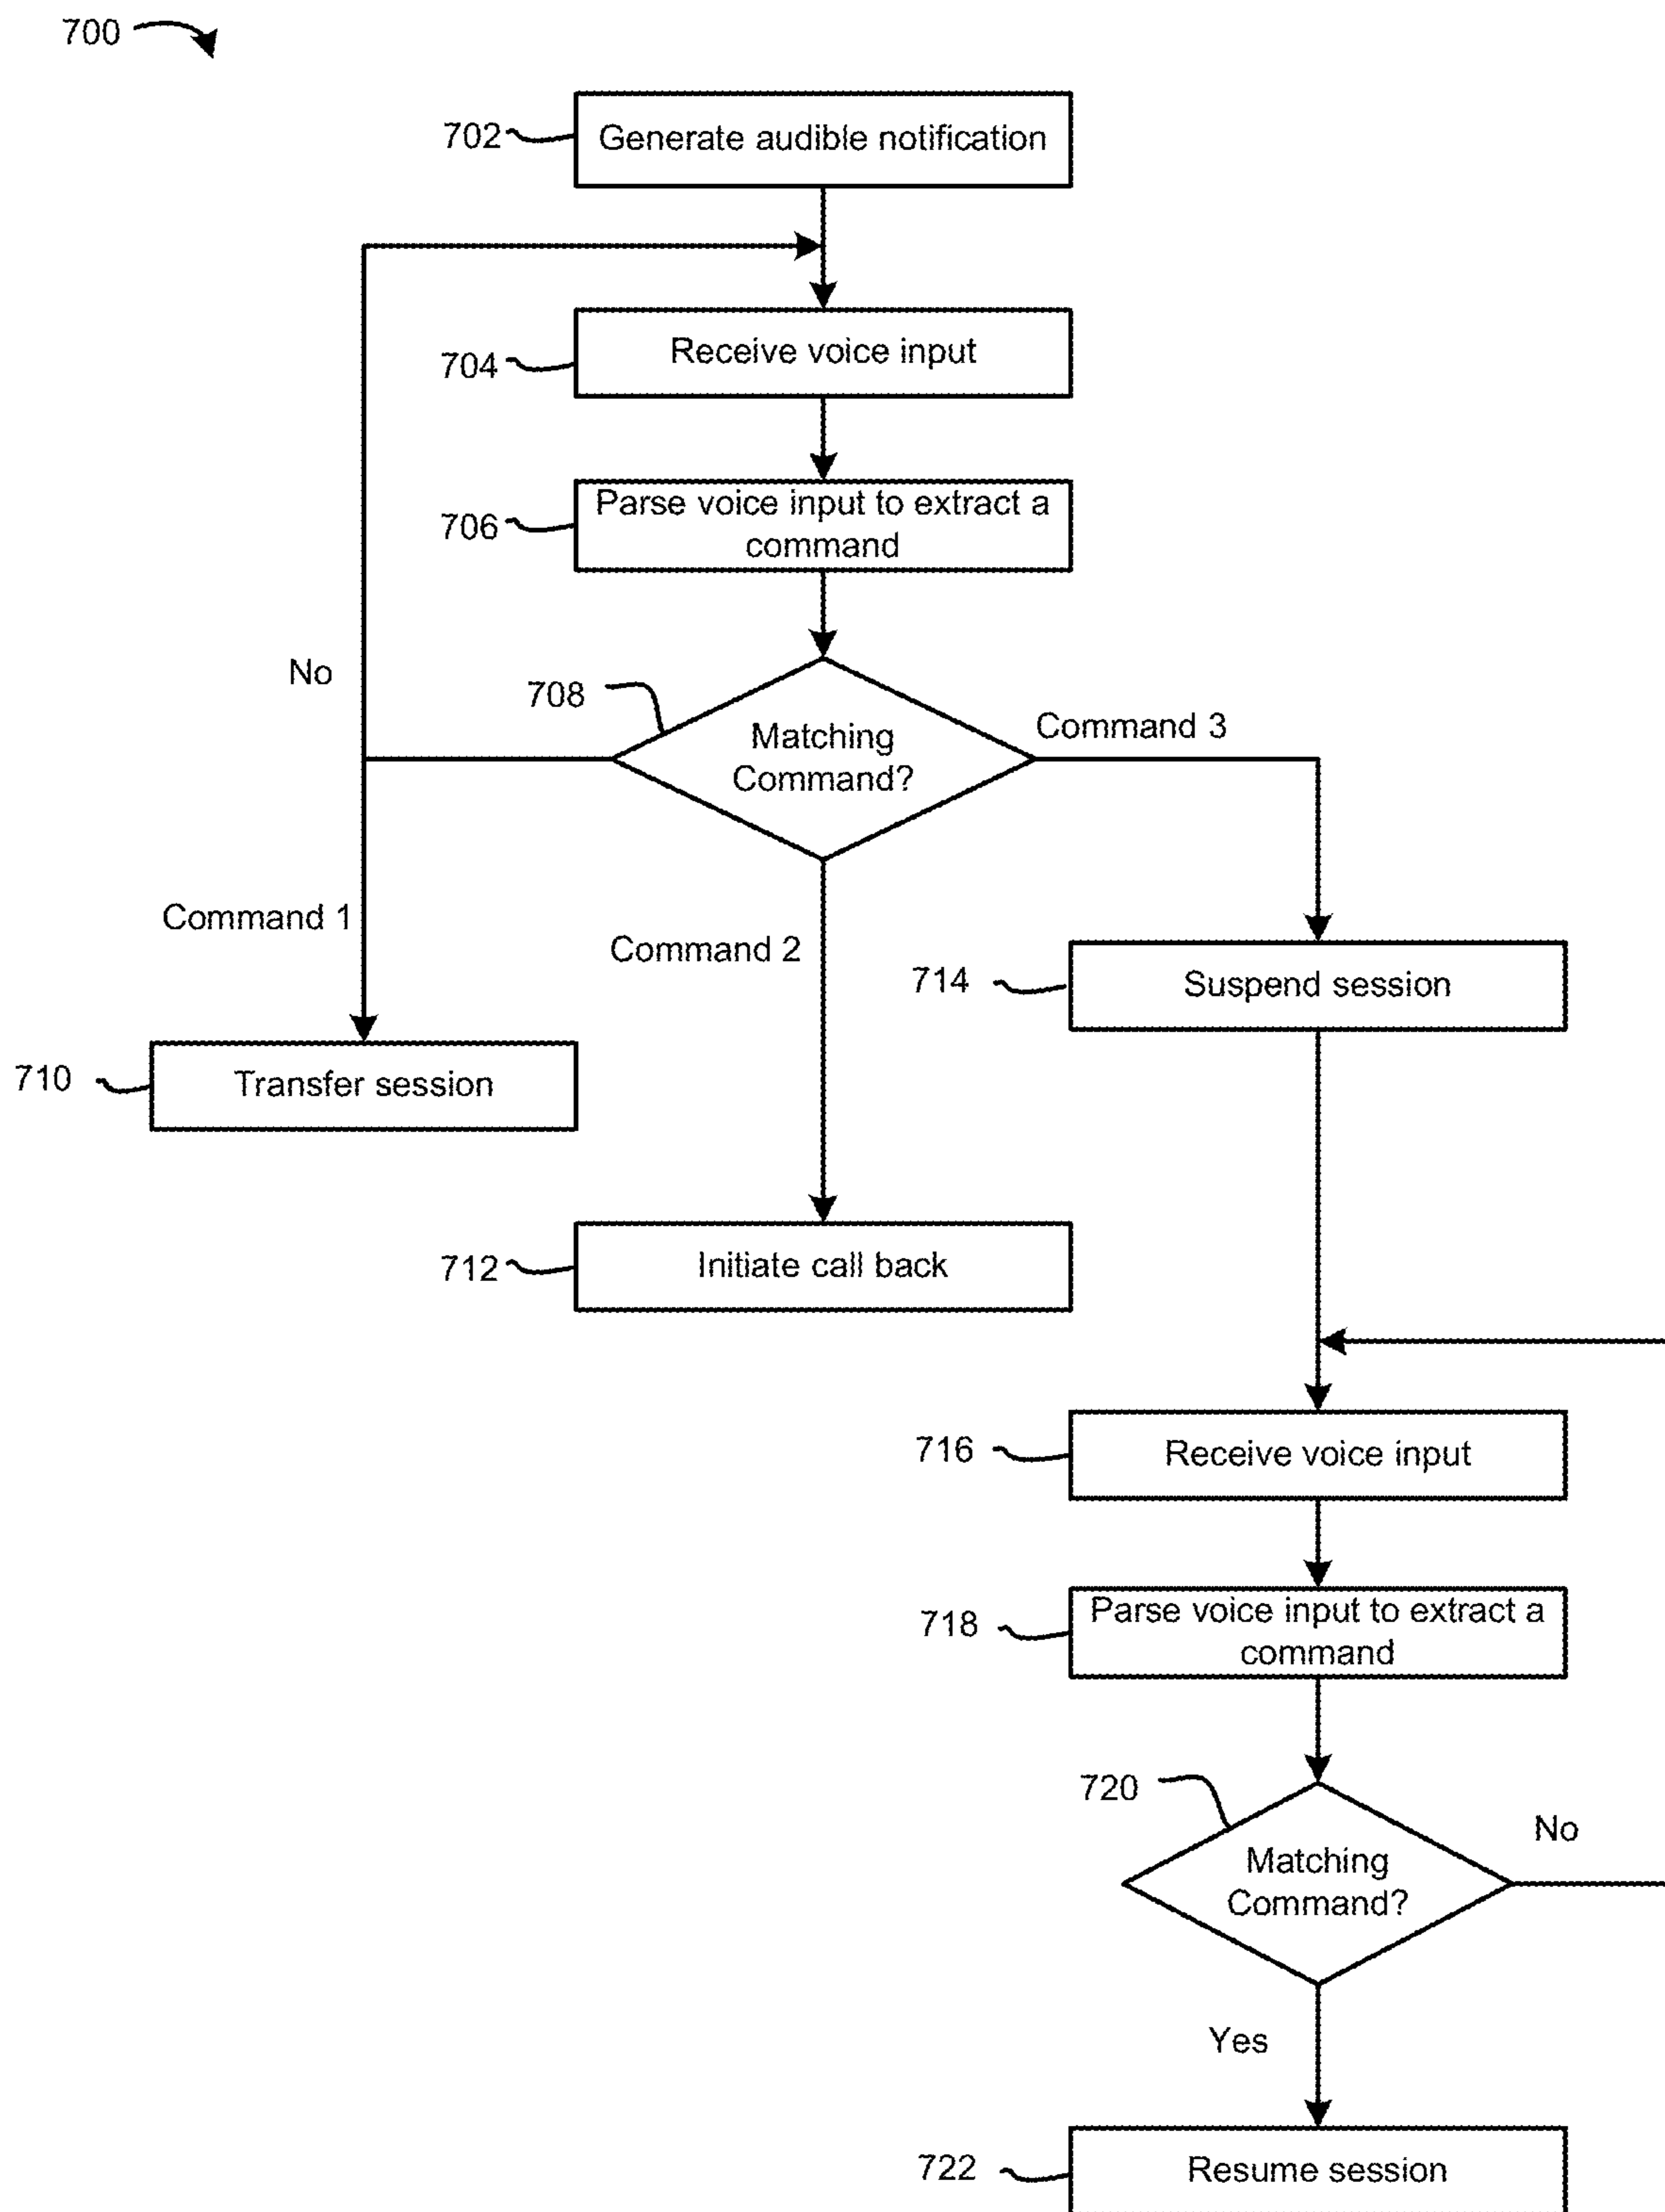 700
702
Generate audible notification
704
Receive voice input
706
Parse voice input to extract a
command
No
708
Matching
Command?
Command 3
Command 1
Command 2
714
Suspend session
710
Transfer session
712
Initiate call back
716
Receive voice input
718
Parse voice input to extract a
command
720
Matching
Command?
No
Yes
722
Resume session